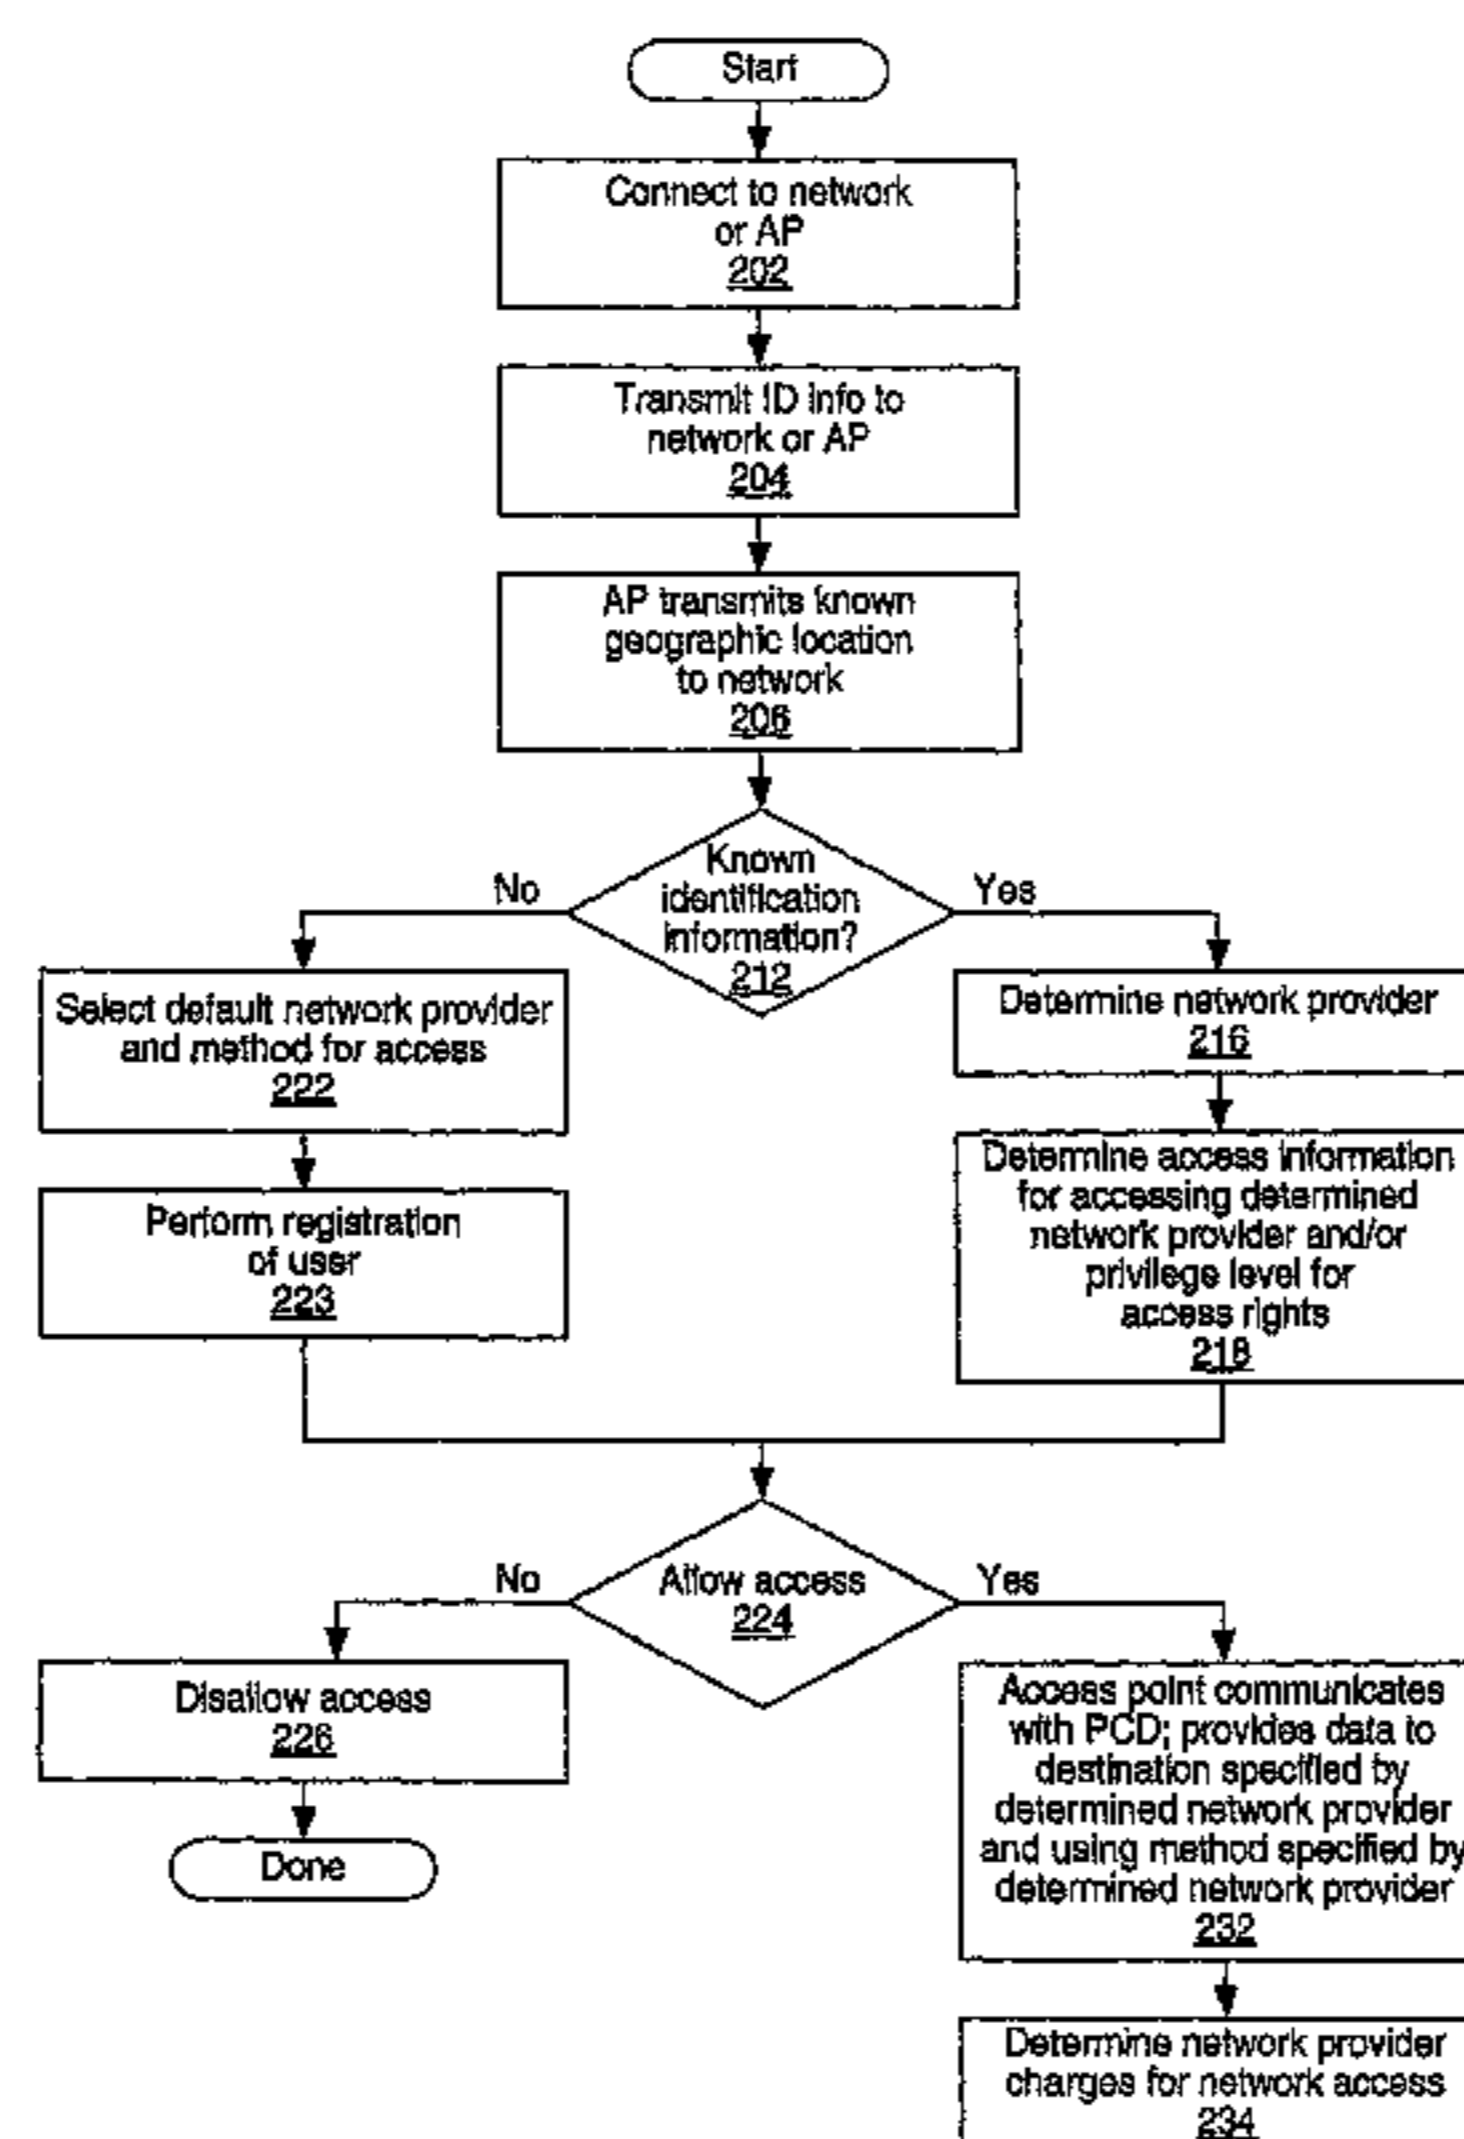 Start
Connect to network
or AP
202
Transmit ID info to
network or AP
204
AP transmits known
geographic location
to network
206
Known
identification
information?
212
No
Yes
Select default network provider
and method for access
222
Perform registration
of user
223
Determine network provider
216
Determine access information
for accessing determined
network provider and/or
privilege level for
access rights
218
Allow access
224
No
Yes
Disallow access
226
Done
Access point communicates
with PCD; provides data to
destination specified by
determined network provider
and using method specified by
determined network provider
232
Determine network provider
charges for network access
234